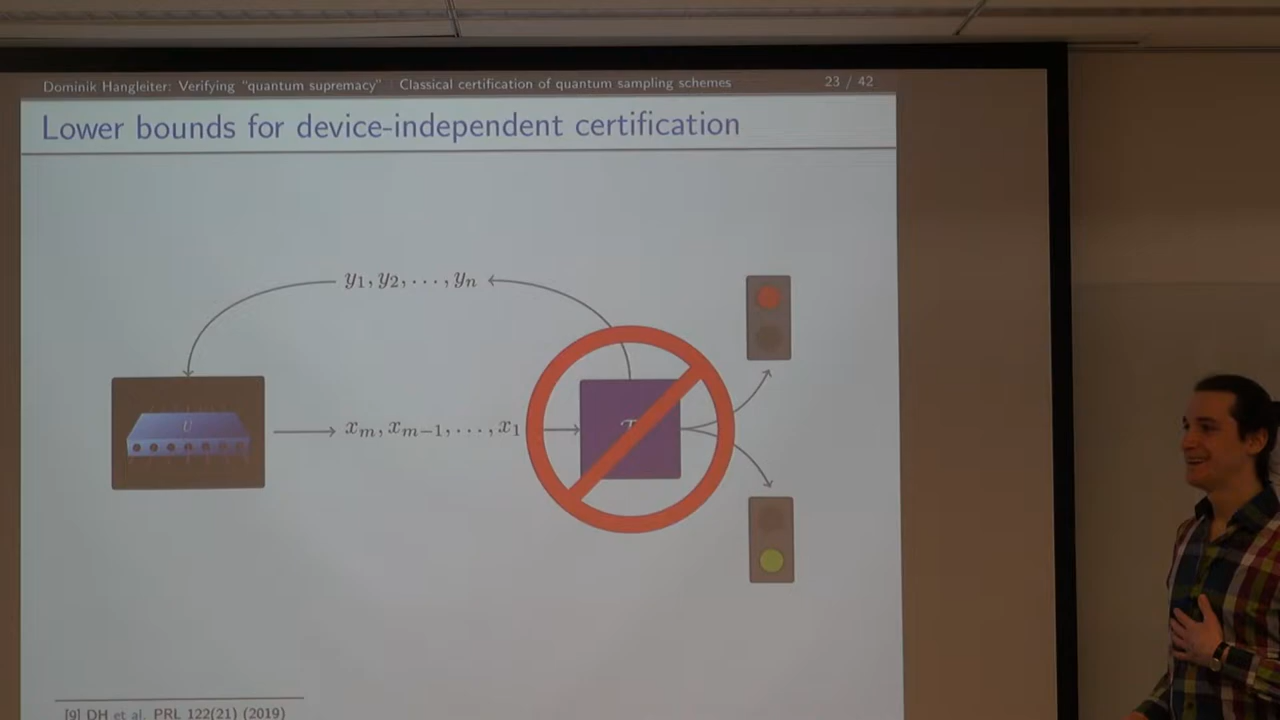 Dominik Hangleiter: Verifying "quantum supremacy" Classical certification of quantum sampling schemes 23 / 42
Lower bounds for device-independent certification
y₁, y₂, · · · , yₙ
U
xₘ, xₘ₋₁, · · · , x₁
[9] DH et al. PRL 122(21) (2019)